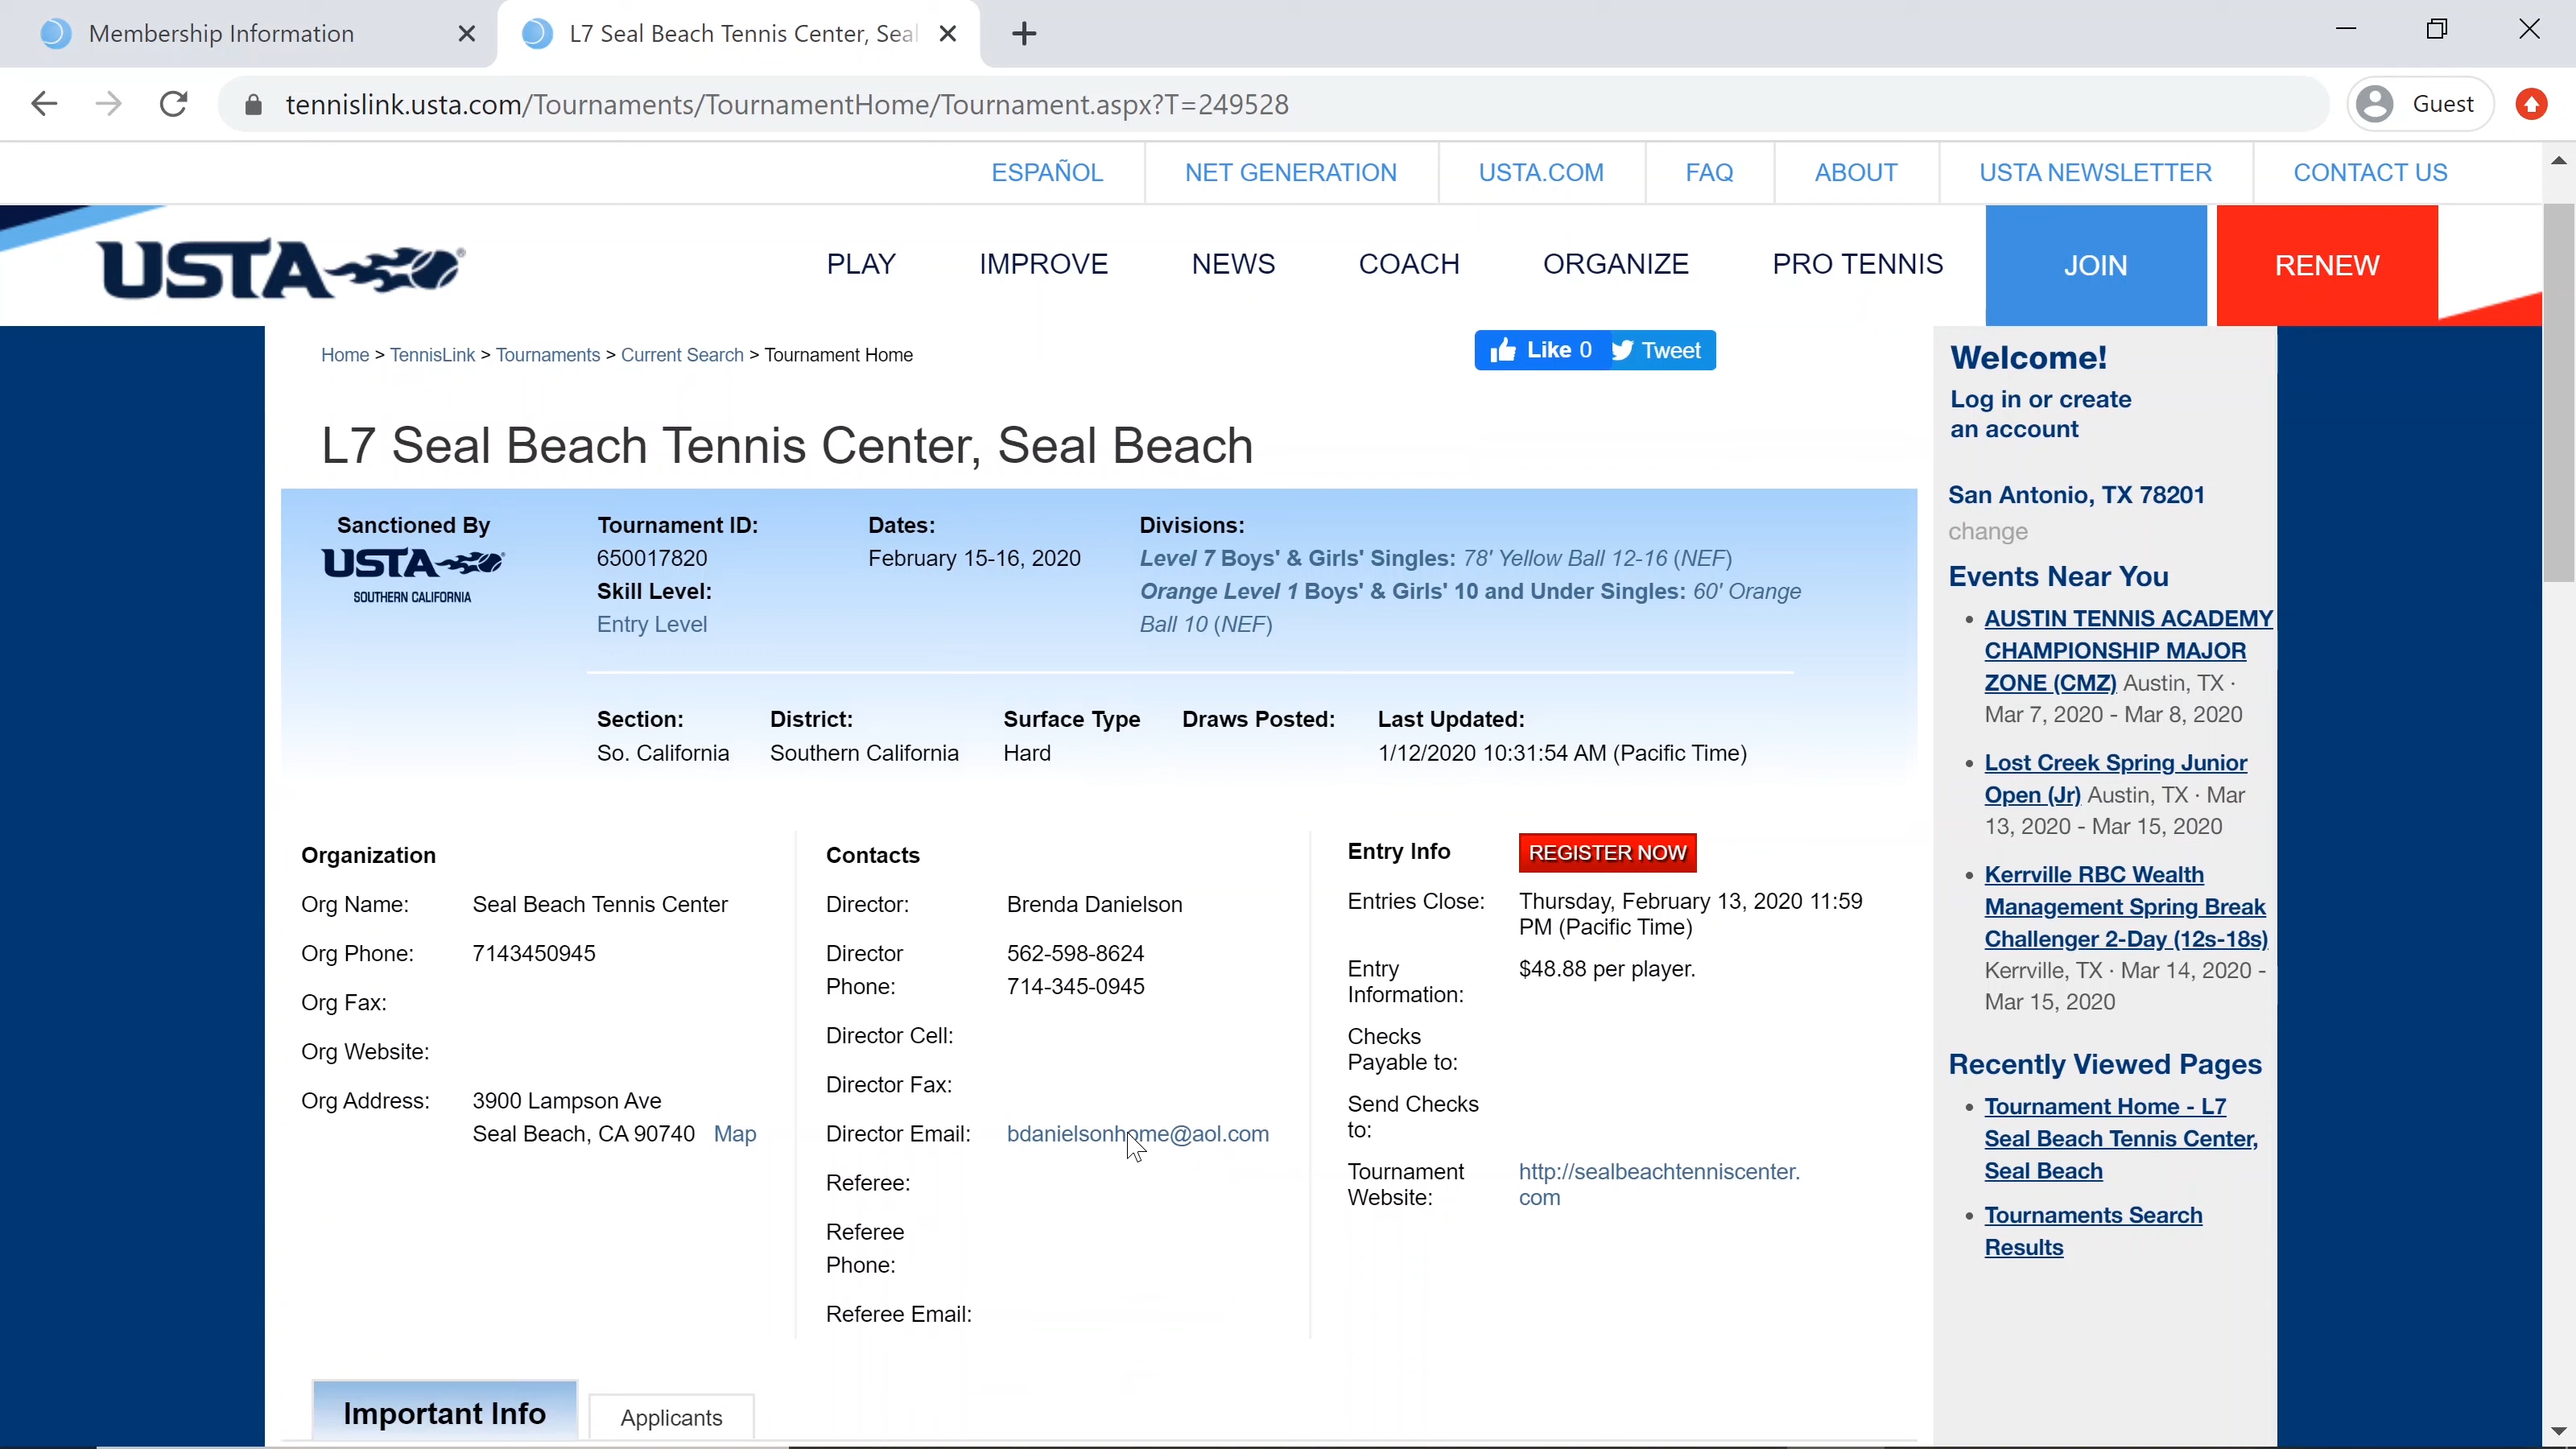 Membership Information
L7 Seal Beach Tennis Center, Seal
tennislink.usta.com/Tournaments/TournamentHome/Tournament.aspx?T=249528
Guest
ESPAÑOL NET GENERATION USTA.COM FAQ ABOUT USTA NEWSLETTER CONTACT US
USTA
PLAY IMPROVE NEWS COACH ORGANIZE PRO TENNIS JOIN RENEW
Home > TennisLink > Tournaments > Current Search > Tournament Home
Like 0 Tweet
L7 Seal Beach Tennis Center, Seal Beach
Sanctioned By
USTA
SOUTHERN CALIFORNIA
Tournament ID:
650017820
Skill Level:
Entry Level
Dates:
February 15-16, 2020
Divisions:
Level 7 Boys' & Girls' Singles: 78' Yellow Ball 12-16 (NEF)
Orange Level 1 Boys' & Girls' 10 and Under Singles: 60' Orange
Ball 10 (NEF)
Section: District: Surface Type Draws Posted: Last Updated:
So. California Southern California Hard 1/12/2020 10:31:54 AM (Pacific Time)
Organization
Org Name: Seal Beach Tennis Center
Org Phone: 7143450945
Org Fax:
Org Website:
Org Address: 3900 Lampson Ave
Seal Beach, CA 90740 Map
Contacts
Director: Brenda Danielson
Director 562-598-8624
Phone: 714-345-0945
Director Cell:
Director Fax:
Director Email: bdanielsonhome@aol.com
Referee:
Referee
Phone:
Referee Email:
Entry Info REGISTER NOW
Entries Close: Thursday, February 13, 2020 11:59
PM (Pacific Time)
Entry $48.88 per player.
Information:
Checks
Payable to:
Send Checks
to:
Tournament http://sealbeachtenniscenter.
Website: com
Important Info Applicants
Welcome!
Log in or create
an account
San Antonio, TX 78201
change
Events Near You
• AUSTIN TENNIS ACADEMY
CHAMPIONSHIP MAJOR
ZONE (CMZ) Austin, TX ·
Mar 7, 2020 - Mar 8, 2020
• Lost Creek Spring Junior
Open (Jr) Austin, TX · Mar
13, 2020 - Mar 15, 2020
• Kerrville RBC Wealth
Management Spring Break
Challenger 2-Day (12s-18s)
Kerrville, TX · Mar 14, 2020 -
Mar 15, 2020
Recently Viewed Pages
• Tournament Home - L7
Seal Beach Tennis Center,
Seal Beach
• Tournaments Search
Results